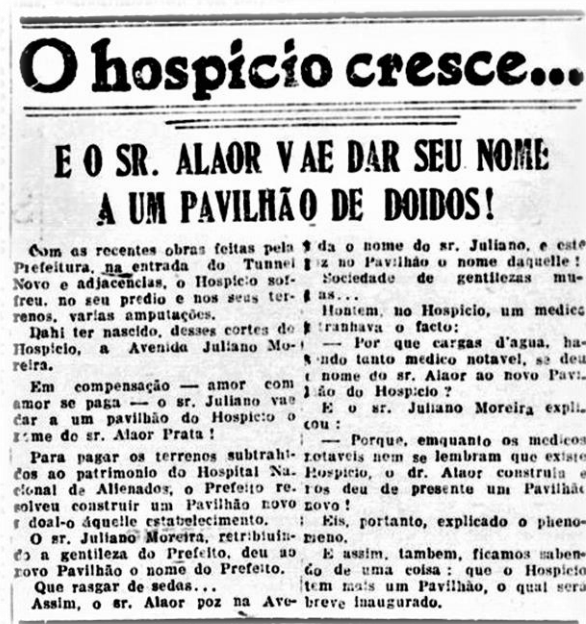 O hospicio cresce...
E O SR. ALAOR VAE DAR SEU NOME
A UM PAVILHÃO DE DOIDOS!
Com as recentes obras feitas pela
Prefeitura, na entrada do Tunnel
Novo e adjacencias, o Hospicio sof-
freu, no seu predio e nos seus ter-
renos, varias amputações.
Dahi ter nascido, desses cortes do
Hospicio, a Avenida Juliano Mo-
reira.
Em compensação — amor com
amor se paga — o sr. Juliano vae
dar a um pavilhão do Hospicio o
nome do sr. Alaor Prata!
Para pagar os terrenos subtrahi-
dos ao patrimonio do Hospital Na-
cional de Alienados, o Prefeito re-
solveu construir um Pavilhão novo
e doal-o áquelle estabelecimento.
O sr. Juliano Moreira, retribuin-
do a gentileza do Prefeito, deu ao
novo Pavilhão o nome do Prefeito.
Que rasgar de sedas...
Assim, o sr. Alaor poz na Ave-
da o nome do sr. Juliano, e este
z no Pavilhão o nome daquelle!
Sociedade de gentilezas mu-
as...
Hontem, no Hospicio, um medico
tranhava o facto:
— Por que cargas d'agua, ha-
ndo tanto medico notavel, se deu
nome do sr. Alaor ao novo Pavi-
ão do Hospicio?
E o sr. Juliano Moreira expli-
cou:
— Porque, emquanto os medicos
notaveis nem se lembram que existe
Hospicio, o dr. Alaor construiu e
nos deu de presente um Pavilhão
novo!
Eis, portanto, explicado o pheno-
meno.
E assim, tambem, ficamos saben-
do de uma coisa: que o Hospicio
tem mais um Pavilhão, o qual será
breve inaugurado.